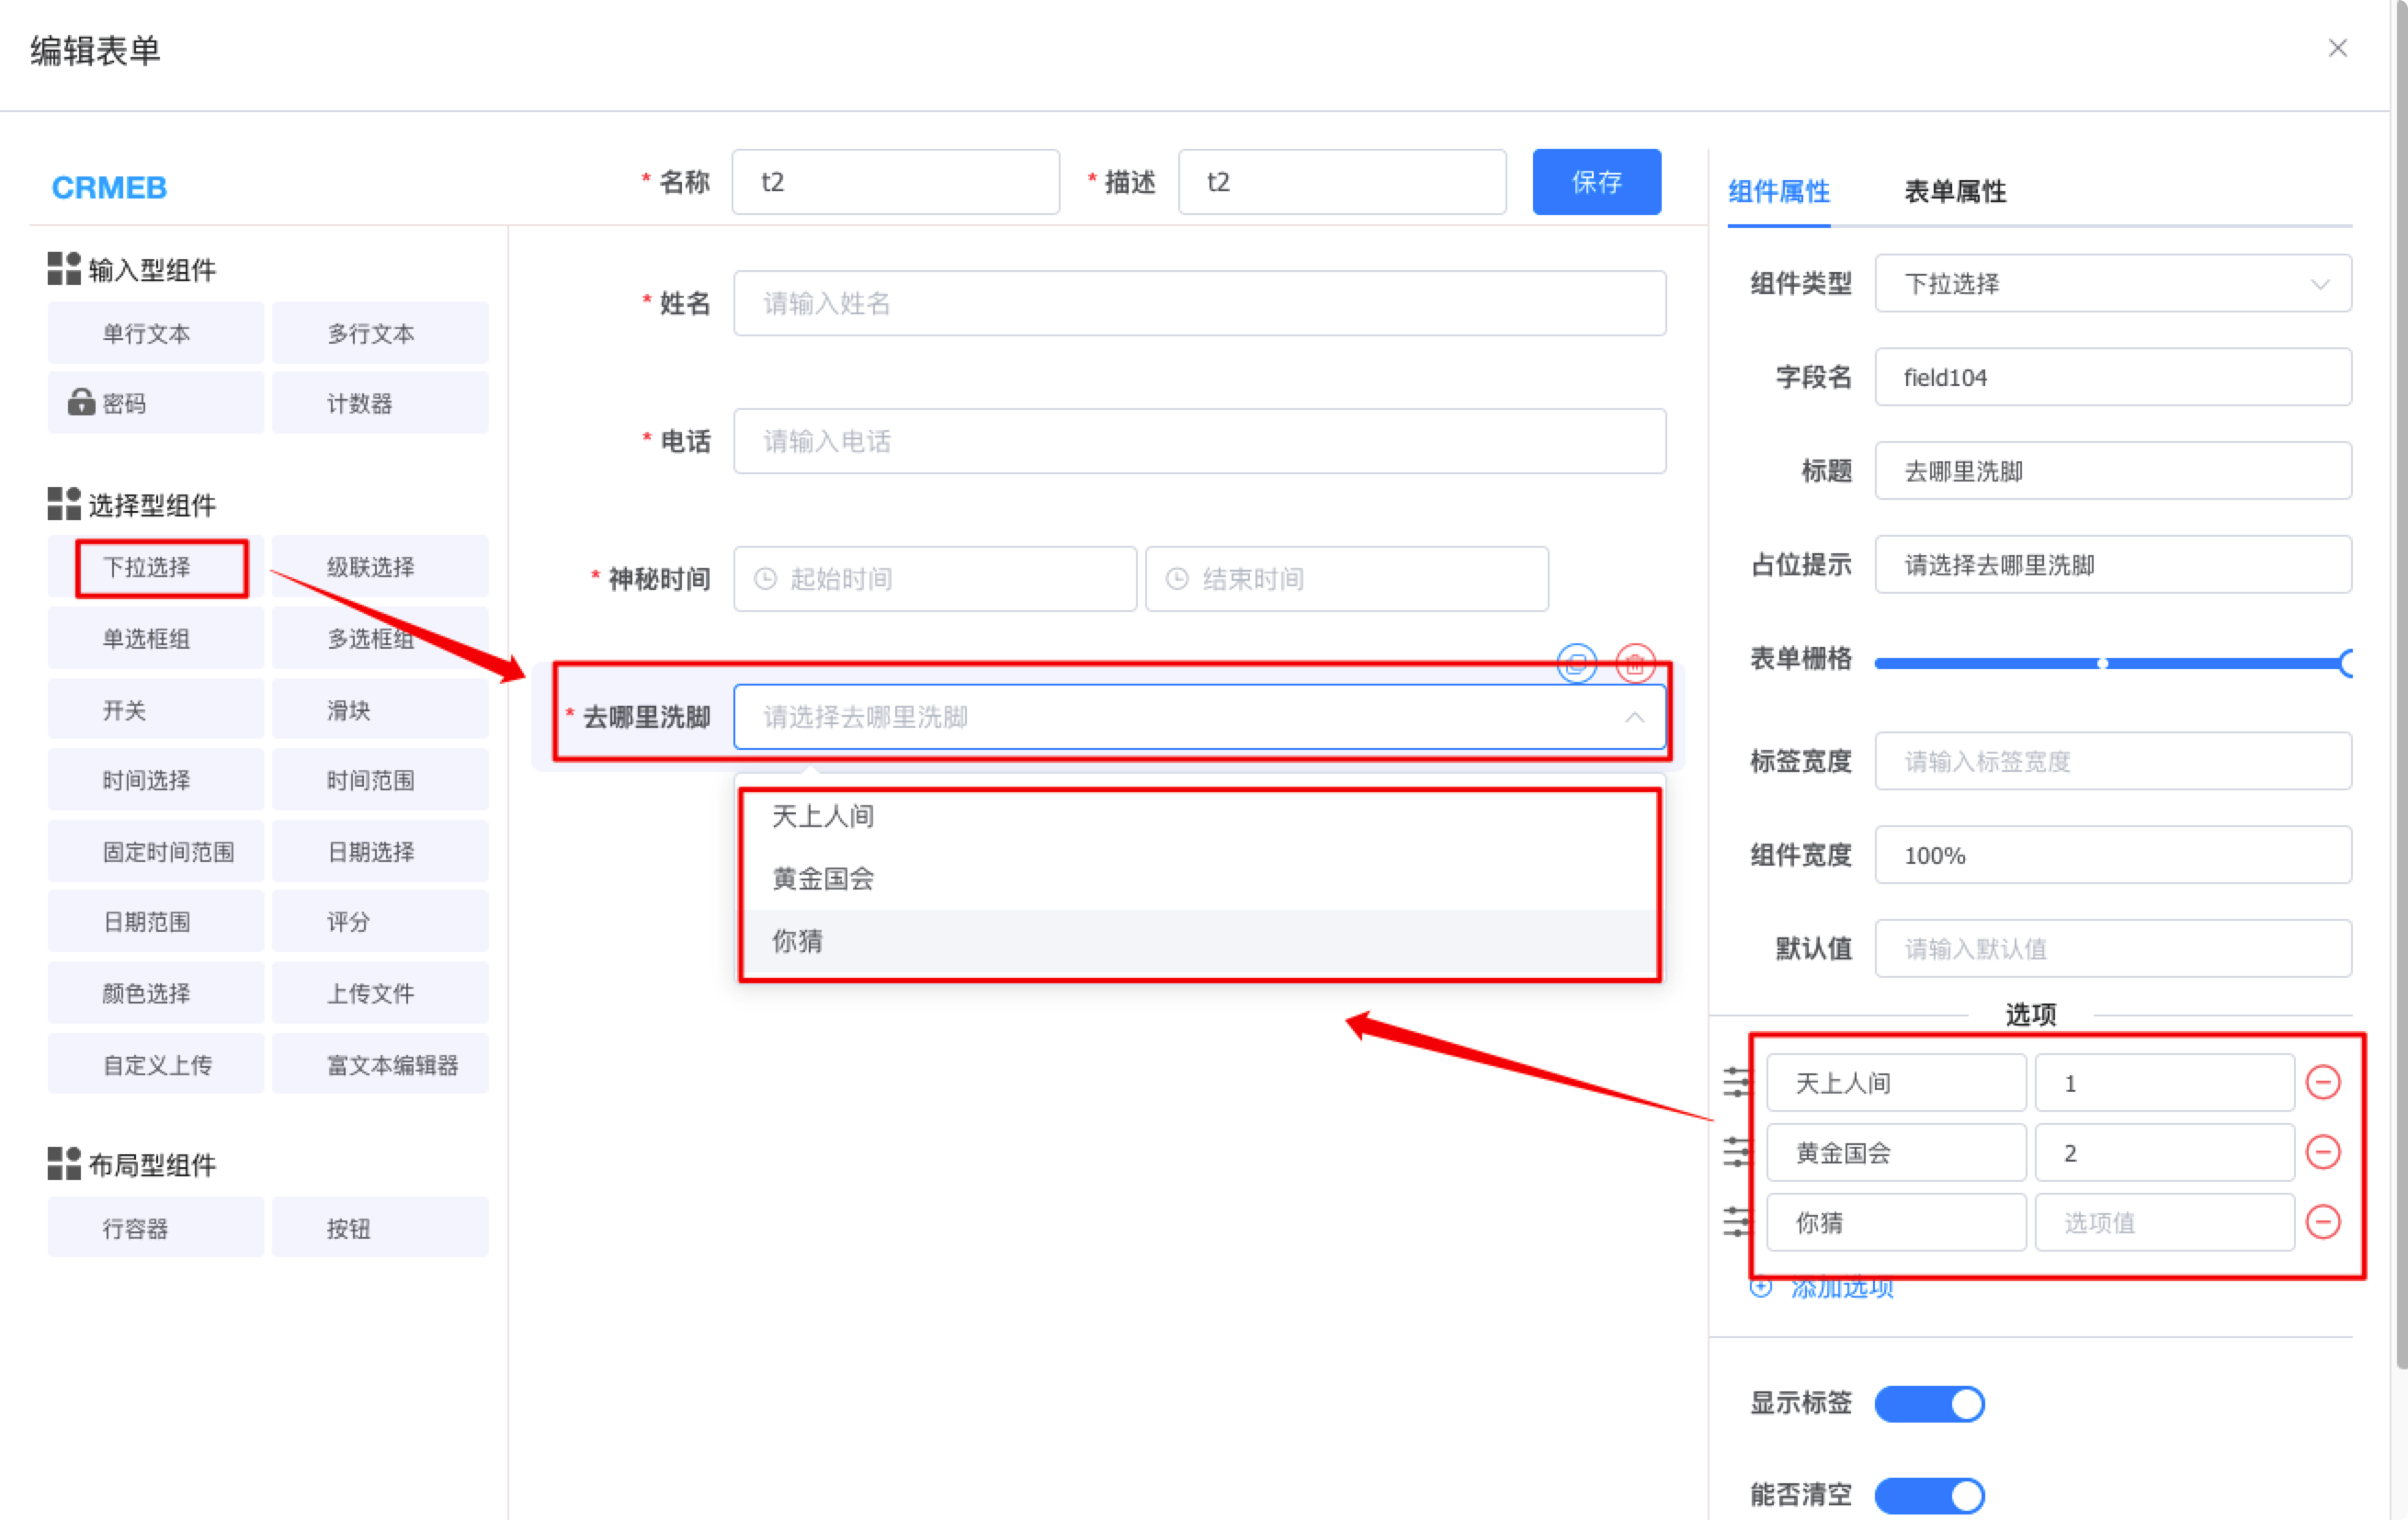 编辑表单
CRMEB
* 名称 t2 * 描述 t2 保存
输入型组件
单行文本 多行文本
密码 计数器
选择型组件
下拉选择 级联选择
单选框组 多选框组
开关 滑块
时间选择 时间范围
固定时间范围 日期选择
日期范围 评分
颜色选择 上传文件
自定义上传 富文本编辑器
布局型组件
行容器 按钮
* 姓名 请输入姓名
* 电话 请输入电话
* 神秘时间 起始时间 结束时间
* 去哪里洗脚 请选择去哪里洗脚
天上人间
黄金国会
你猜
组件属性 表单属性
组件类型 下拉选择
字段名 field104
标题 去哪里洗脚
占位提示 请选择去哪里洗脚
表单栅格
标签宽度 请输入标签宽度
组件宽度 100%
默认值 请输入默认值
选项
天上人间 1
黄金国会 2
你猜 选项值
添加选项
显示标签
能否清空